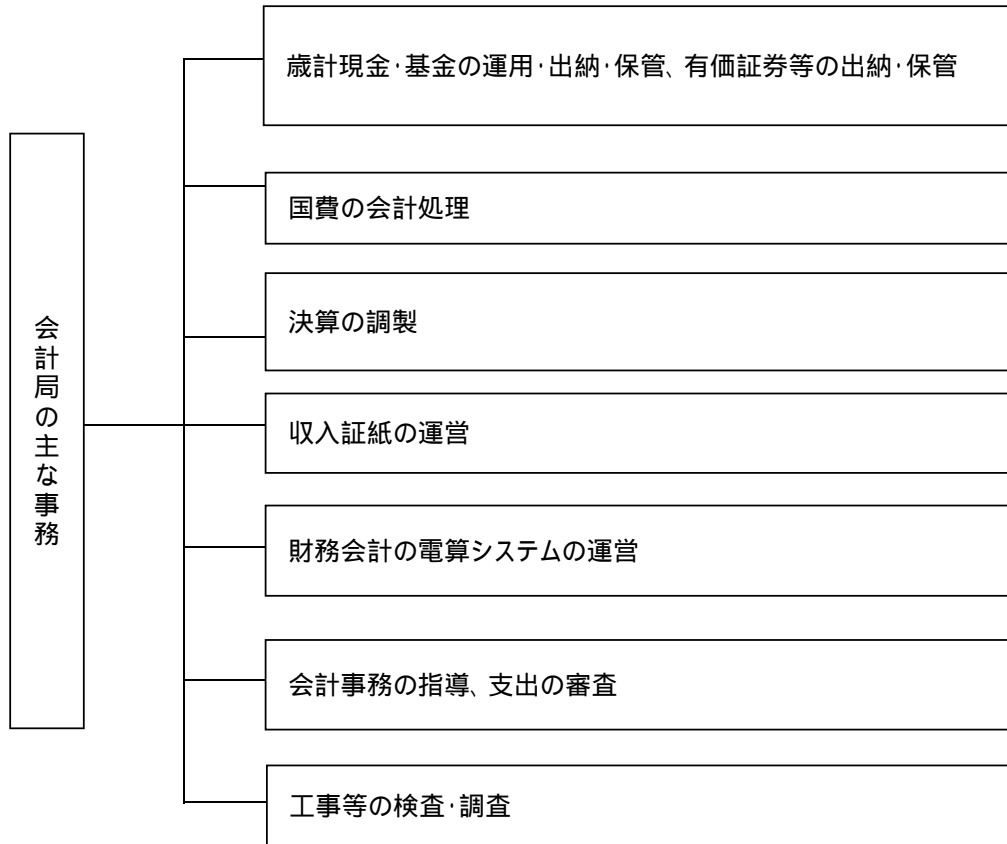 会計局の主な事務
歳計現金･基金の運用･出納･保管、有価証券等の出納･保管
国費の会計処理
決算の調製
収入証紙の運営
財務会計の電算システムの運営
会計事務の指導、支出の審査
工事等の検査･調査